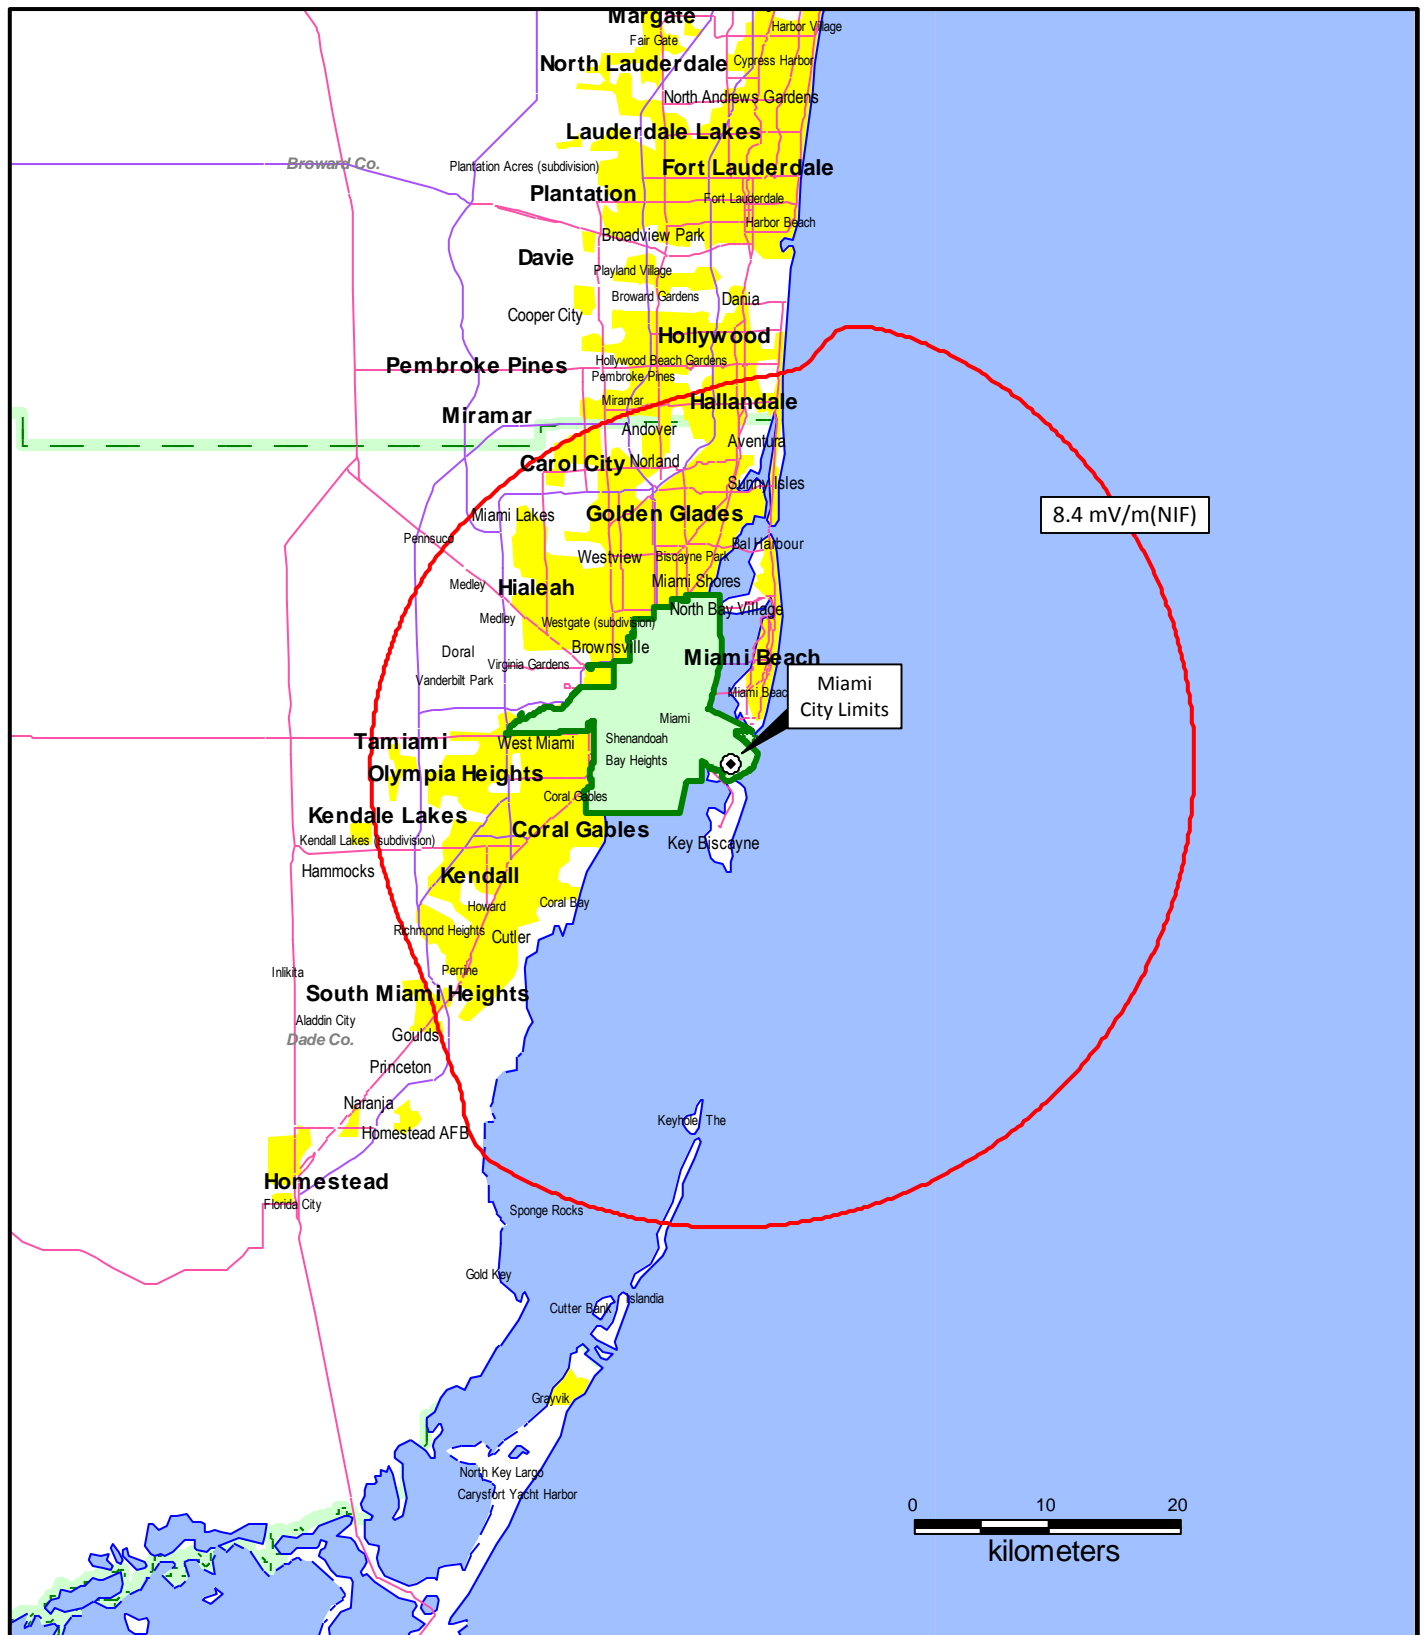 Margate
Harbor Village
Fair Gate
North Lauderdale
Cypress Harbor
North Andrews Gardens
Lauderdale Lakes
Broward Co.
Plantation Acres (subdivision)
Fort Lauderdale
Plantation
Fort Lauderdale
Harbor Beach
Broadview Park
Davie
Playland Village
Broward Gardens
Dania
Cooper City
Hollywood
Hollywood Beach Gardens
Pembroke Pines
Pembroke Pines
Miramar
Hallandale
Miramar
Andover
Aventura
Carol City
Norland
Sunny Isles
Miami Lakes
Golden Glades
8.4 mV/m(NIF)
Pennsuco
Bal Harbour
Westview
Biscayne Park
Medley
Hialeah
Miami Shores
North Bay Village
Medley
Westgate (subdivision)
Brownsville
Doral
Virginia Gardens
Miami Beach
Vanderbilt Park
Miami Beac
Miami
City Limits
Miami
Tamiami
West Miami
Shenandoah
Bay Heights
Olympia Heights
Coral Gables
Kendale Lakes
Coral Gables
Kendall Lakes (subdivision)
Key Biscayne
Hammocks
Kendall
Howard
Coral Bay
Richmond Heights
Cutler
Inlikita
Perrine
South Miami Heights
Aladdin City
Dade Co.
Goulds
Princeton
Naranja
Keyhole, The
Homestead AFB
Homestead
Florida City
Sponge Rocks
Gold Key
Islandia
Cutter Bank
Grayvik
North Key Largo
Carysfort Yacht Harbor
0 10 20
kilometers